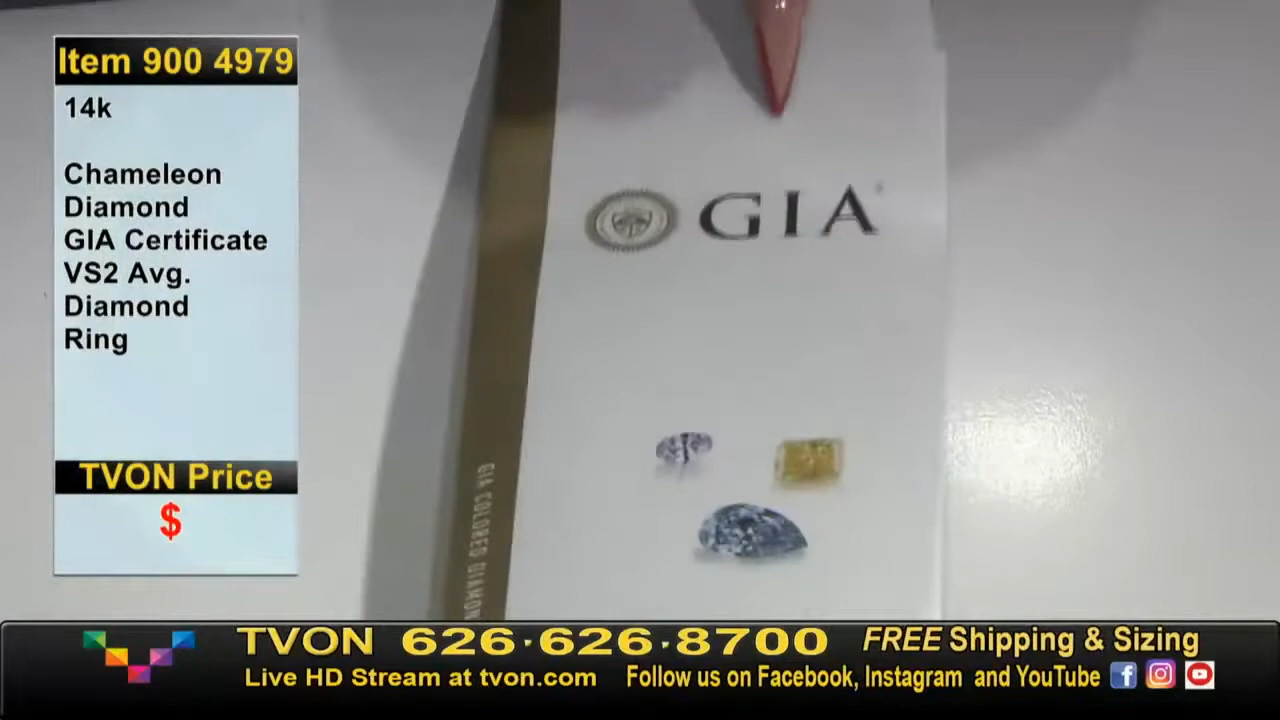 Item 900 4979
14k
Chameleon
Diamond
GIA Certificate
VS2 Avg.
Diamond
Ring
TVON Price
$
GIA
GIA COLORED DIAMON
TVON 626·626·8700 FREE Shipping & Sizing
Live HD Stream at tvon.com Follow us on Facebook, Instagram and YouTube